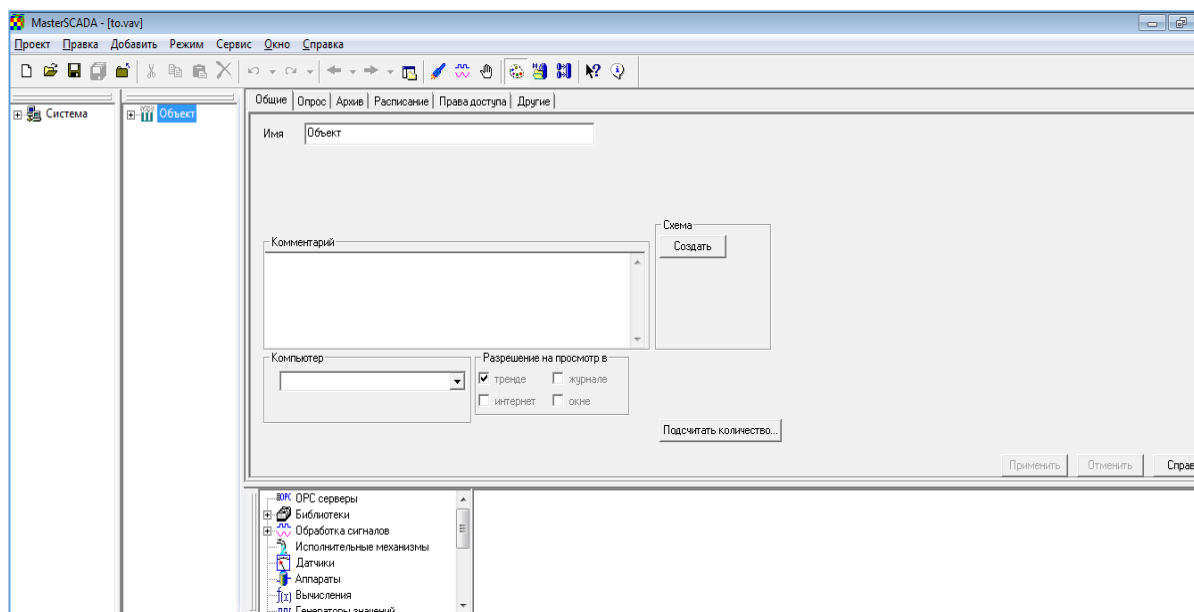 MasterSCADA - [to.vav]
Проект Правка Добавить Режим Сервис Окно Справка
Система
Объект
Общие Опрос Архив Расписание Права доступа Другие
Имя Объект
Схема
Создать
Комментарий
Компьютер
Разрешение на просмотр в
тренде журнале
интернет окне
Подсчитать количество...
Применить Отменить Справ
OPC серверы
Библиотеки
Обработка сигналов
Исполнительные механизмы
Датчики
Аппараты
f(x) Вычисления
Генераторы значений